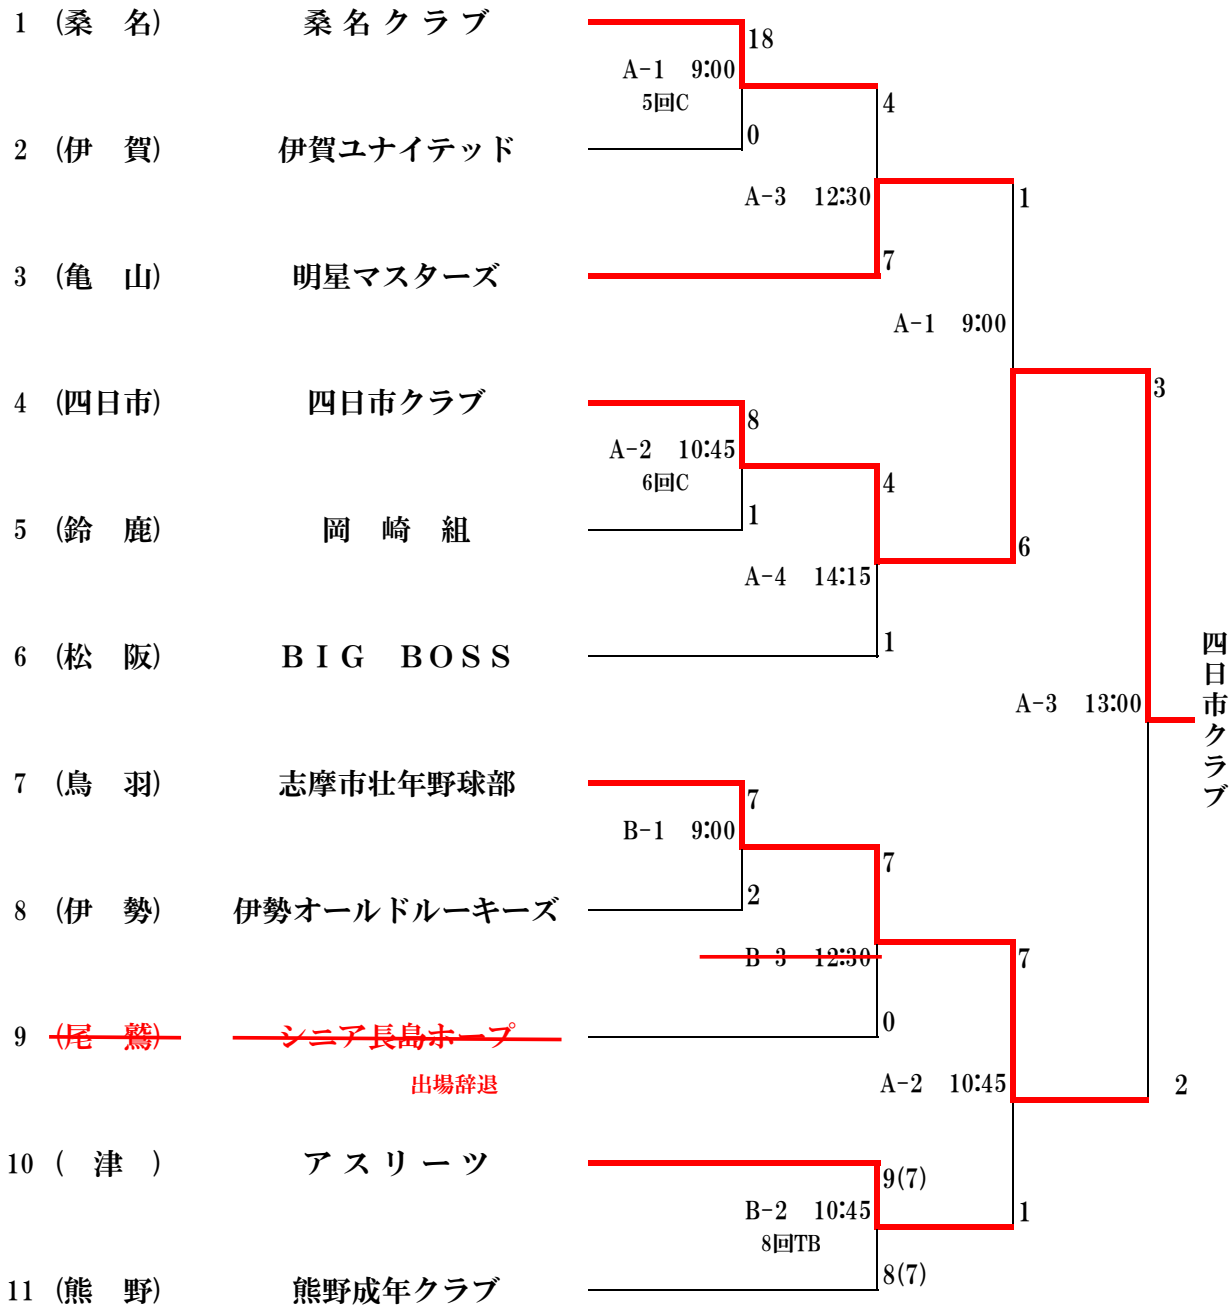 1 (桑 名) 桑名クラブ 18
A-1 9:00
5回C
4
2 (伊 賀) 伊賀ユナイテッド 0
A-3 12:30
1
3 (亀 山) 明星マスターズ 7
A-1 9:00
4 (四日市) 四日市クラブ 8
3
A-2 10:45
6回C
4
5 (鈴 鹿) 岡 崎 組 1
6
A-4 14:15
6 (松 阪) BIG BOSS 1
A-3 13:00
四日市クラブ
7 (鳥 羽) 志摩市壮年野球部 7
B-1 9:00
7
8 (伊 勢) 伊勢オールドルーキーズ 2
B-3 12:30
7
9 (尾 鷲) シニア長島ホープ 0
出場辞退
A-2 10:45
2
10 ( 津 ) アスリーツ 9(7)
B-2 10:45
1
8回TB
11 (熊 野) 熊野成年クラブ 8(7)